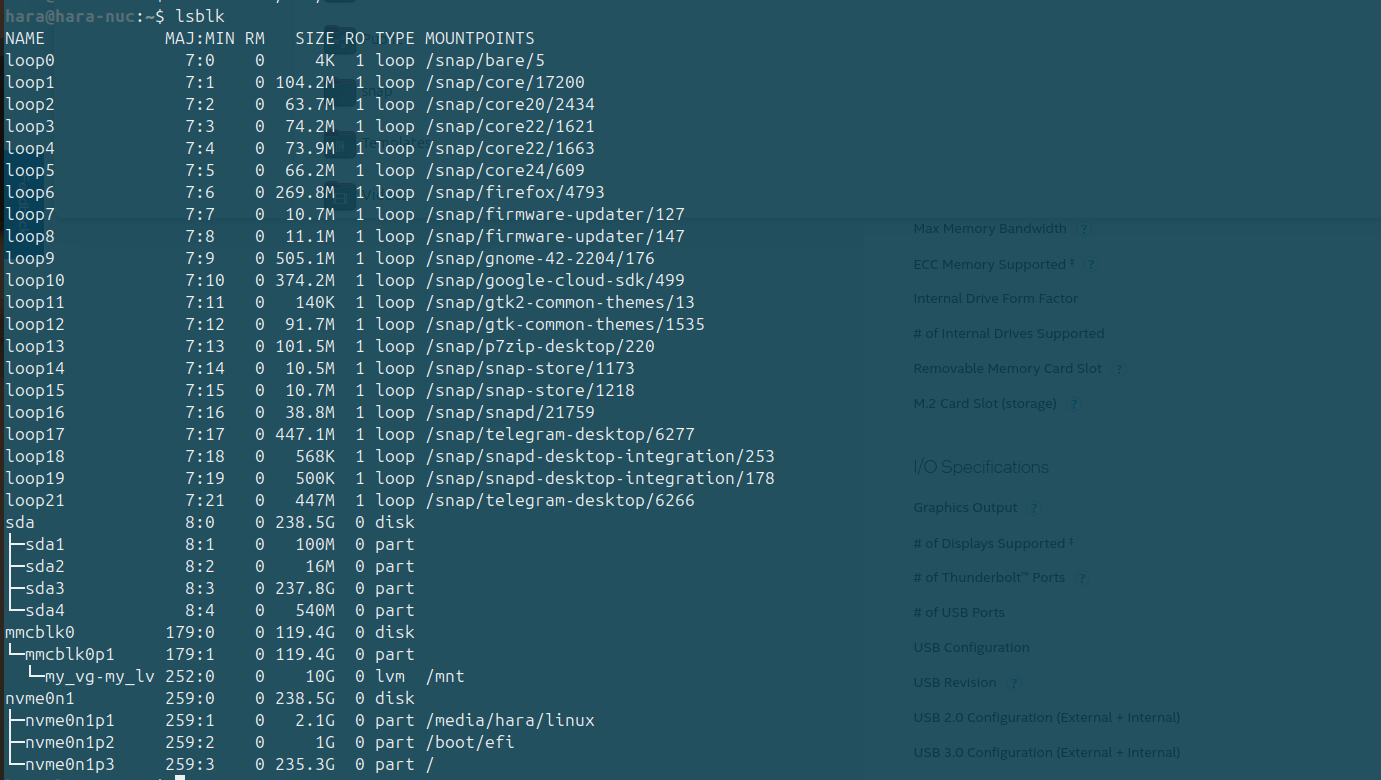 hara@hara-nuc:~$ lsblk
NAME MAJ:MIN RM SIZE RO TYPE MOUNTPOINTS
loop0 7:0 0 4K 1 loop /snap/bare/5
loop1 7:1 0 104.2M 1 loop /snap/core/17200
loop2 7:2 0 63.7M 1 loop /snap/core20/2434
loop3 7:3 0 74.2M 1 loop /snap/core22/1621
loop4 7:4 0 73.9M 1 loop /snap/core22/1663
loop5 7:5 0 66.2M 1 loop /snap/core24/609
loop6 7:6 0 269.8M 1 loop /snap/firefox/4793
loop7 7:7 0 10.7M 1 loop /snap/firmware-updater/127
loop8 7:8 0 11.1M 1 loop /snap/firmware-updater/147
loop9 7:9 0 505.1M 1 loop /snap/gnome-42-2204/176
loop10 7:10 0 374.2M 1 loop /snap/google-cloud-sdk/499
loop11 7:11 0 140K 1 loop /snap/gtk2-common-themes/13
loop12 7:12 0 91.7M 1 loop /snap/gtk-common-themes/1535
loop13 7:13 0 101.5M 1 loop /snap/p7zip-desktop/220
loop14 7:14 0 10.5M 1 loop /snap/snap-store/1173
loop15 7:15 0 10.7M 1 loop /snap/snap-store/1218
loop16 7:16 0 38.8M 1 loop /snap/snapd/21759
loop17 7:17 0 447.1M 1 loop /snap/telegram-desktop/6277
loop18 7:18 0 568K 1 loop /snap/snapd-desktop-integration/253
loop19 7:19 0 500K 1 loop /snap/snapd-desktop-integration/178
loop21 7:21 0 447M 1 loop /snap/telegram-desktop/6266
sda 8:0 0 238.5G 0 disk
├─sda1 8:1 0 100M 0 part
├─sda2 8:2 0 16M 0 part
├─sda3 8:3 0 237.8G 0 part
└─sda4 8:4 0 540M 0 part
mmcblk0 179:0 0 119.4G 0 disk
└─mmcblk0p1 179:1 0 119.4G 0 part
└─my_vg-my_lv 252:0 0 10G 0 lvm /mnt
nvme0n1 259:0 0 238.5G 0 disk
├─nvme0n1p1 259:1 0 2.1G 0 part /media/hara/linux
├─nvme0n1p2 259:2 0 1G 0 part /boot/efi
└─nvme0n1p3 259:3 0 235.3G 0 part /
snap
Max Memory Bandwidth ?
ECC Memory Supported ‡ ?
Internal Drive Form Factor
# of Internal Drives Supported
Removable Memory Card Slot ?
M.2 Card Slot (storage) ?
I/O Specifications
Graphics Output ?
# of Displays Supported ‡
# of Thunderbolt™ Ports ?
# of USB Ports
USB Configuration
USB Revision ?
USB 2.0 Configuration (External + Internal)
USB 3.0 Configuration (External + Internal)